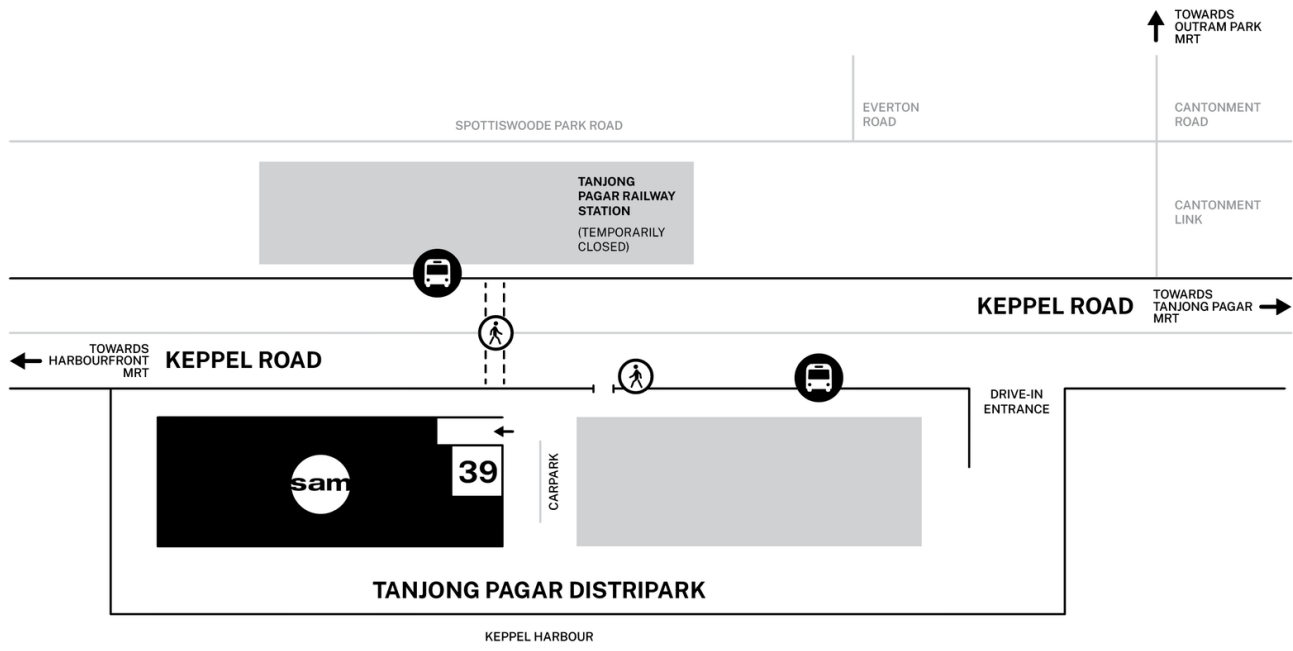 TOWARDS
OUTRAM PARK
MRT
EVERTON
ROAD
CANTONMENT
ROAD
SPOTTISWOODE PARK ROAD
TANJONG
PAGAR RAILWAY
STATION
(TEMPORARILY
CLOSED)
CANTONMENT
LINK
KEPPEL ROAD
TOWARDS
TANJONG PAGAR
MRT
TOWARDS
HARBOURFRONT
MRT
KEPPEL ROAD
DRIVE-IN
ENTRANCE
sam
39
CARPARK
TANJONG PAGAR DISTRIPARK
KEPPEL HARBOUR